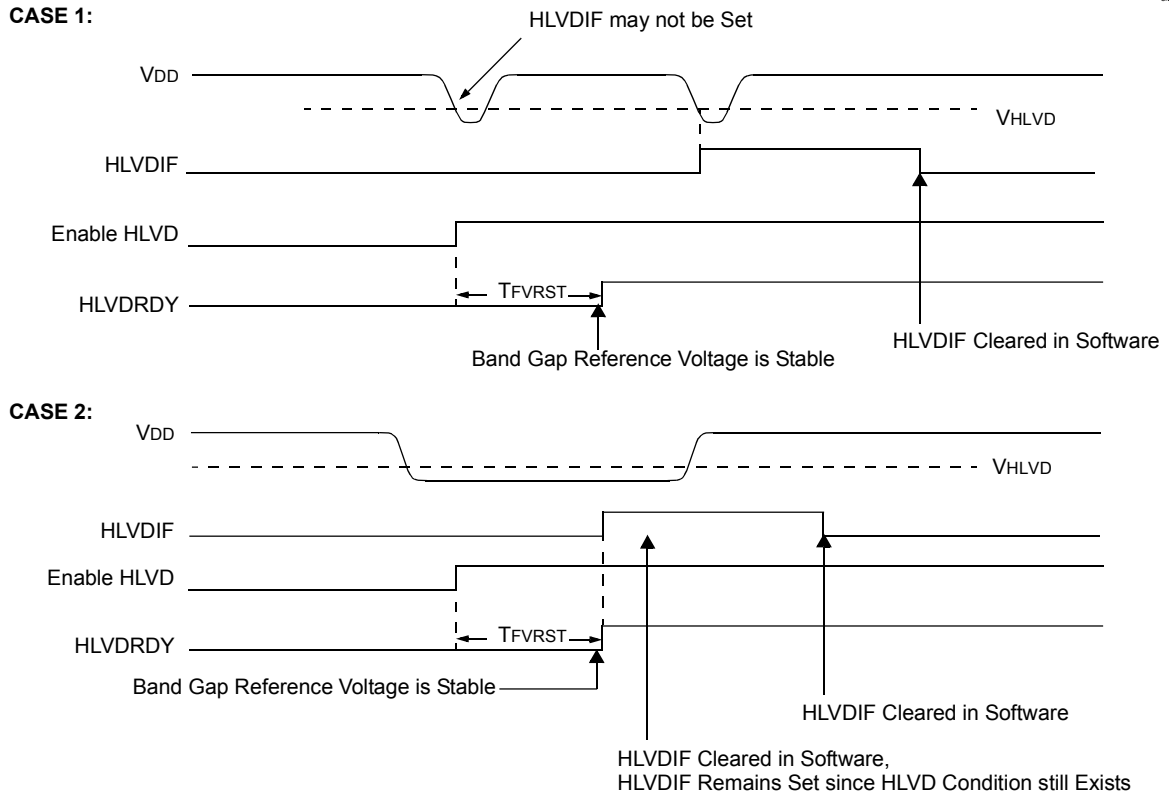 CASE 1:
HLVDIF may not be Set
VDD
VHLVD
HLVDIF
Enable HLVD
TFVRST
HLVDRDY
HLVDIF Cleared in Software
Band Gap Reference Voltage is Stable
CASE 2:
VDD
VHLVD
HLVDIF
Enable HLVD
TFVRST
HLVDRDY
Band Gap Reference Voltage is Stable
HLVDIF Cleared in Software
HLVDIF Cleared in Software,
HLVDIF Remains Set since HLVD Condition still Exists